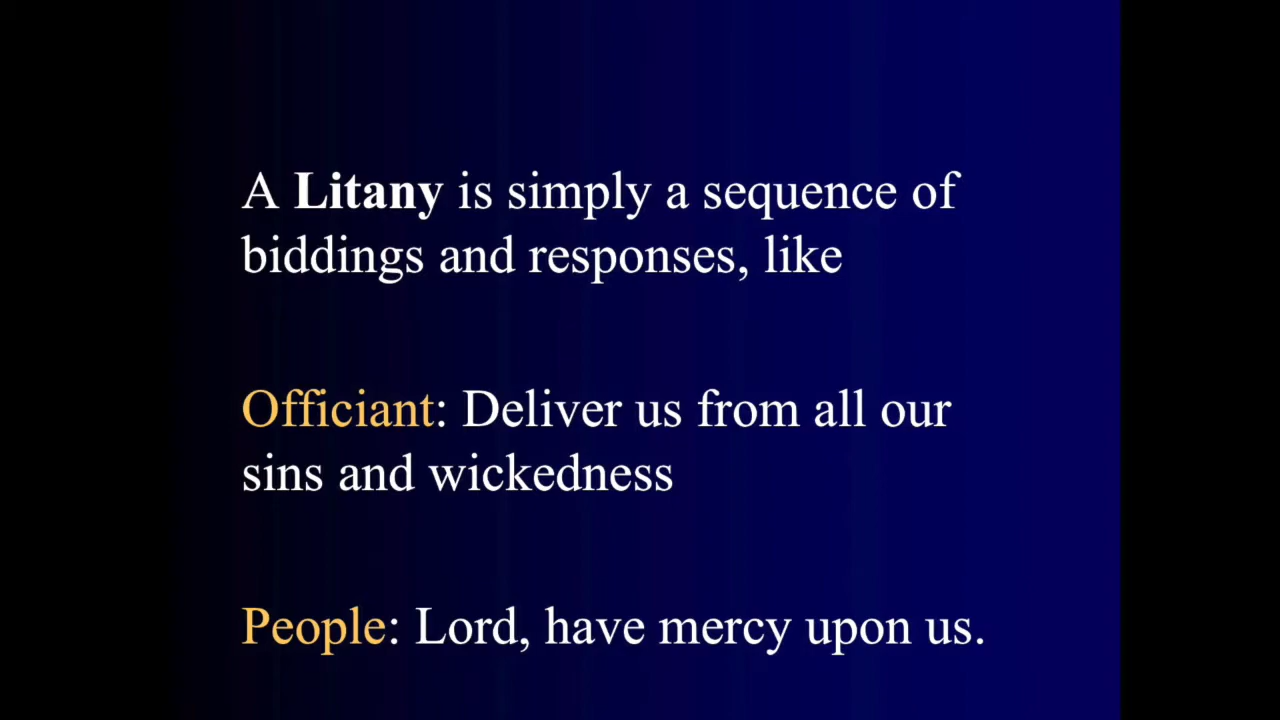 A Litany is simply a sequence of
biddings and responses, like
Officiant: Deliver us from all our
sins and wickedness
People: Lord, have mercy upon us.